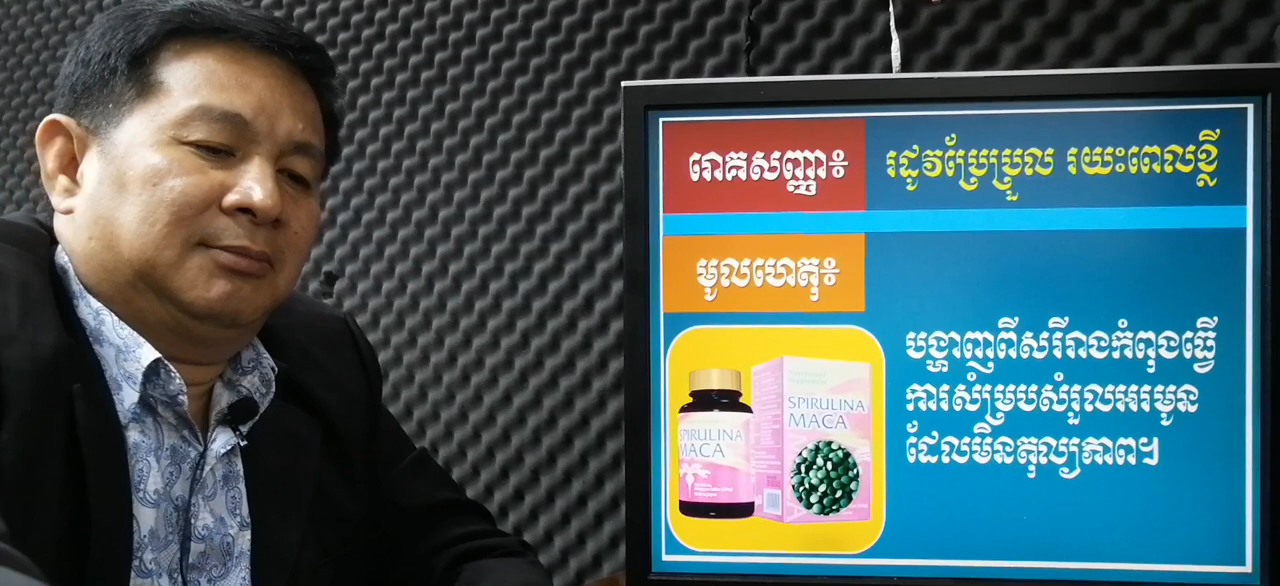 រោគសញ្ញា៖
រដូវប្រែប្រួល រយះពេលខ្លី
មូលហេតុ៖
បង្ហាញពីសរីរាងកំពុងធ្វើ
ការសំម្របសំរួលអរមូន
ដែលមិនតុល្យភាព។
SPIRULINA
MACA
SPIRULINA
MACA